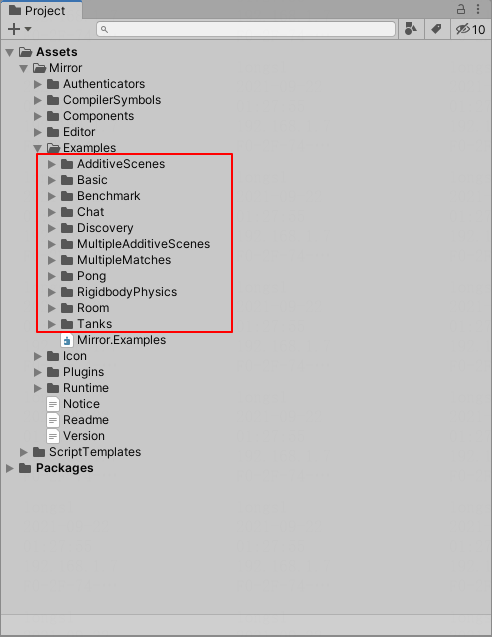 Project
10
Assets
Mirror
Authenticators
CompilerSymbols
Components
Editor
Examples
AdditiveScenes
Basic
Benchmark
Chat
Discovery
MultipleAdditiveScenes
MultipleMatches
Pong
RigidbodyPhysics
Room
Tanks
Mirror.Examples
Icon
Plugins
Runtime
Notice
Readme
Version
ScriptTemplates
Packages